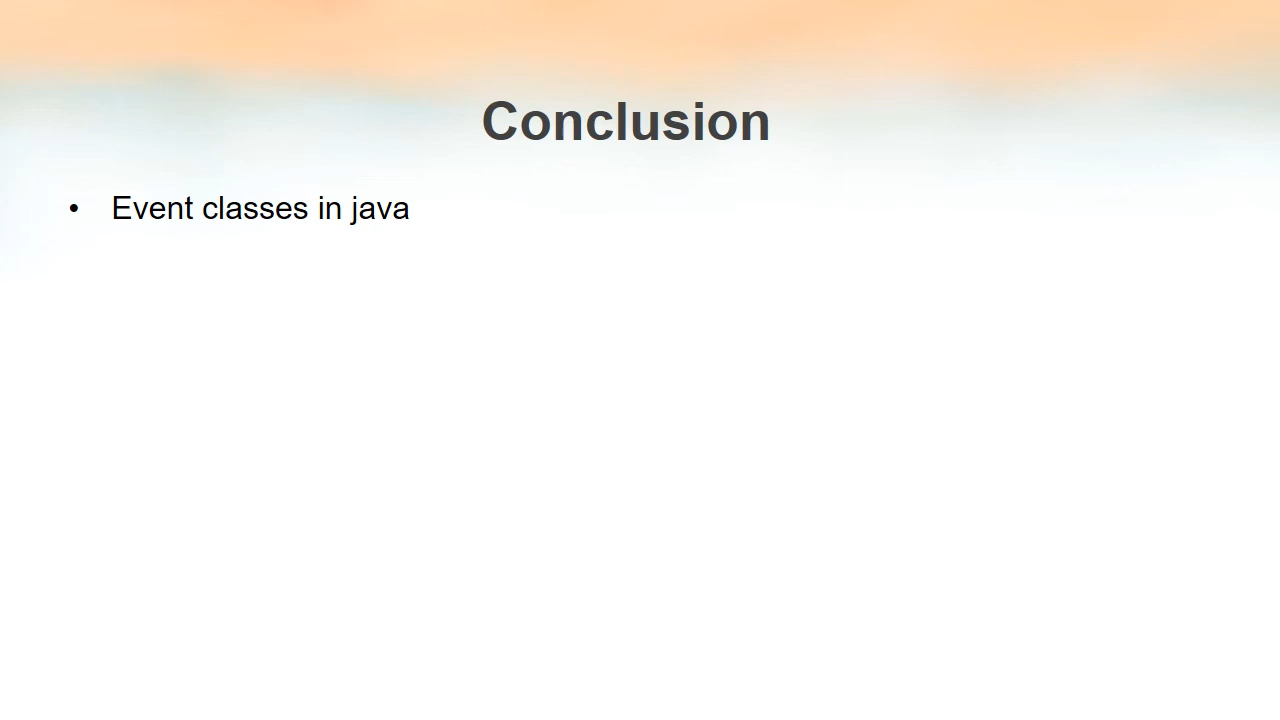 Conclusion
• Event classes in java